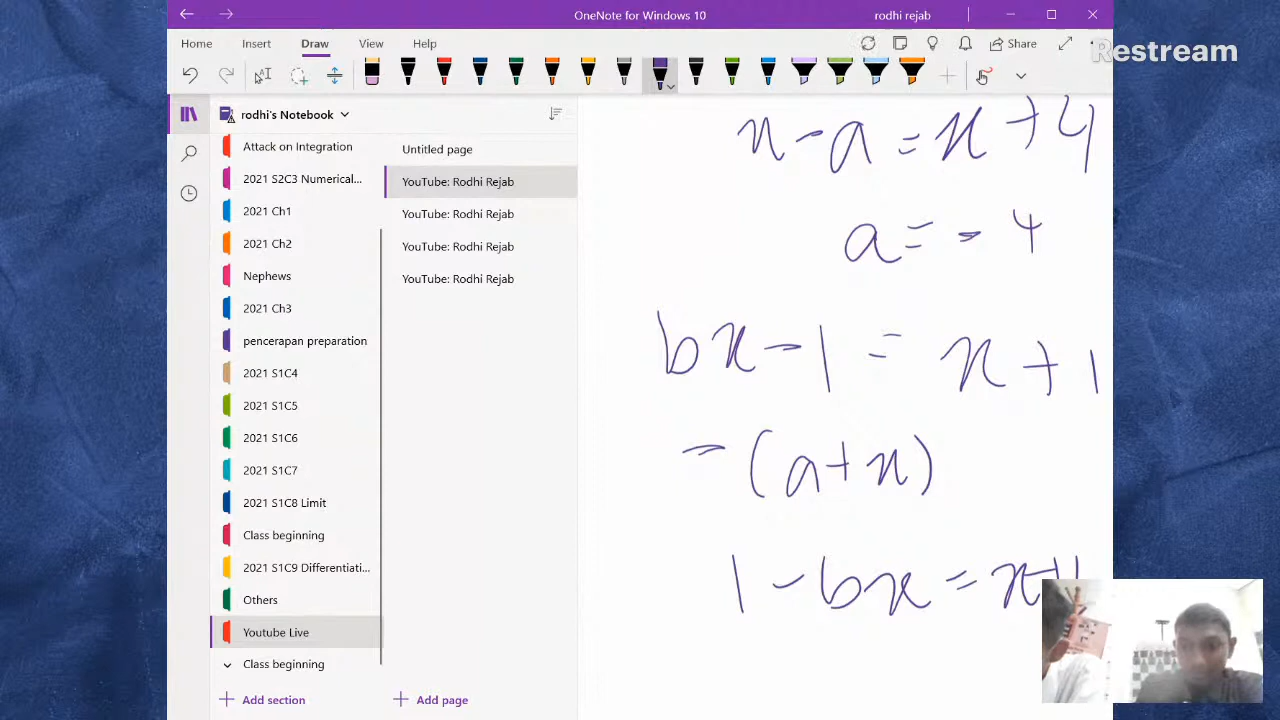 OneNote for Windows 10
rodhi rejab
Restream
Home Insert Draw View Help
Share
rodhi's Notebook
Attack on Integration
2021 S2C3 Numerical...
2021 Ch1
2021 Ch2
Nephews
2021 Ch3
pencerapan preparation
2021 S1C4
2021 S1C5
2021 S1C6
2021 S1C7
2021 S1C8 Limit
Class beginning
2021 S1C9 Differentiati...
Others
Youtube Live
Class beginning
Add section
Untitled page
YouTube: Rodhi Rejab
YouTube: Rodhi Rejab
YouTube: Rodhi Rejab
YouTube: Rodhi Rejab
Add page
x - a = x + 4
a = - 4
bx - 1 = x + 1
- (a + x)
1 - bx = x +